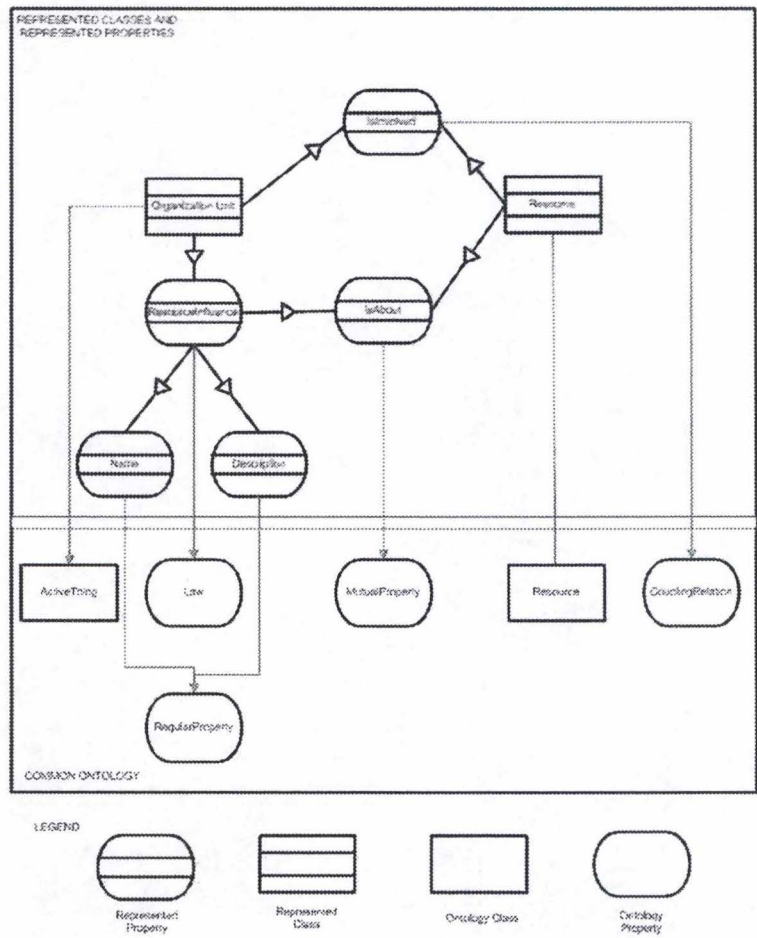 REPRESENTED CLASSES AND
REPRESENTED PROPERTIES
IsInvolved
Organization Unit
Resource
ResourceInfluence
IsAbout
Name
Description
ActiveThing
Law
MutualProperty
Resource
CouplingRelation
RegularProperty
COMMON ONTOLOGY
LEGEND
Represented
Property
Represented
Class
Ontology Class
Ontology
Property